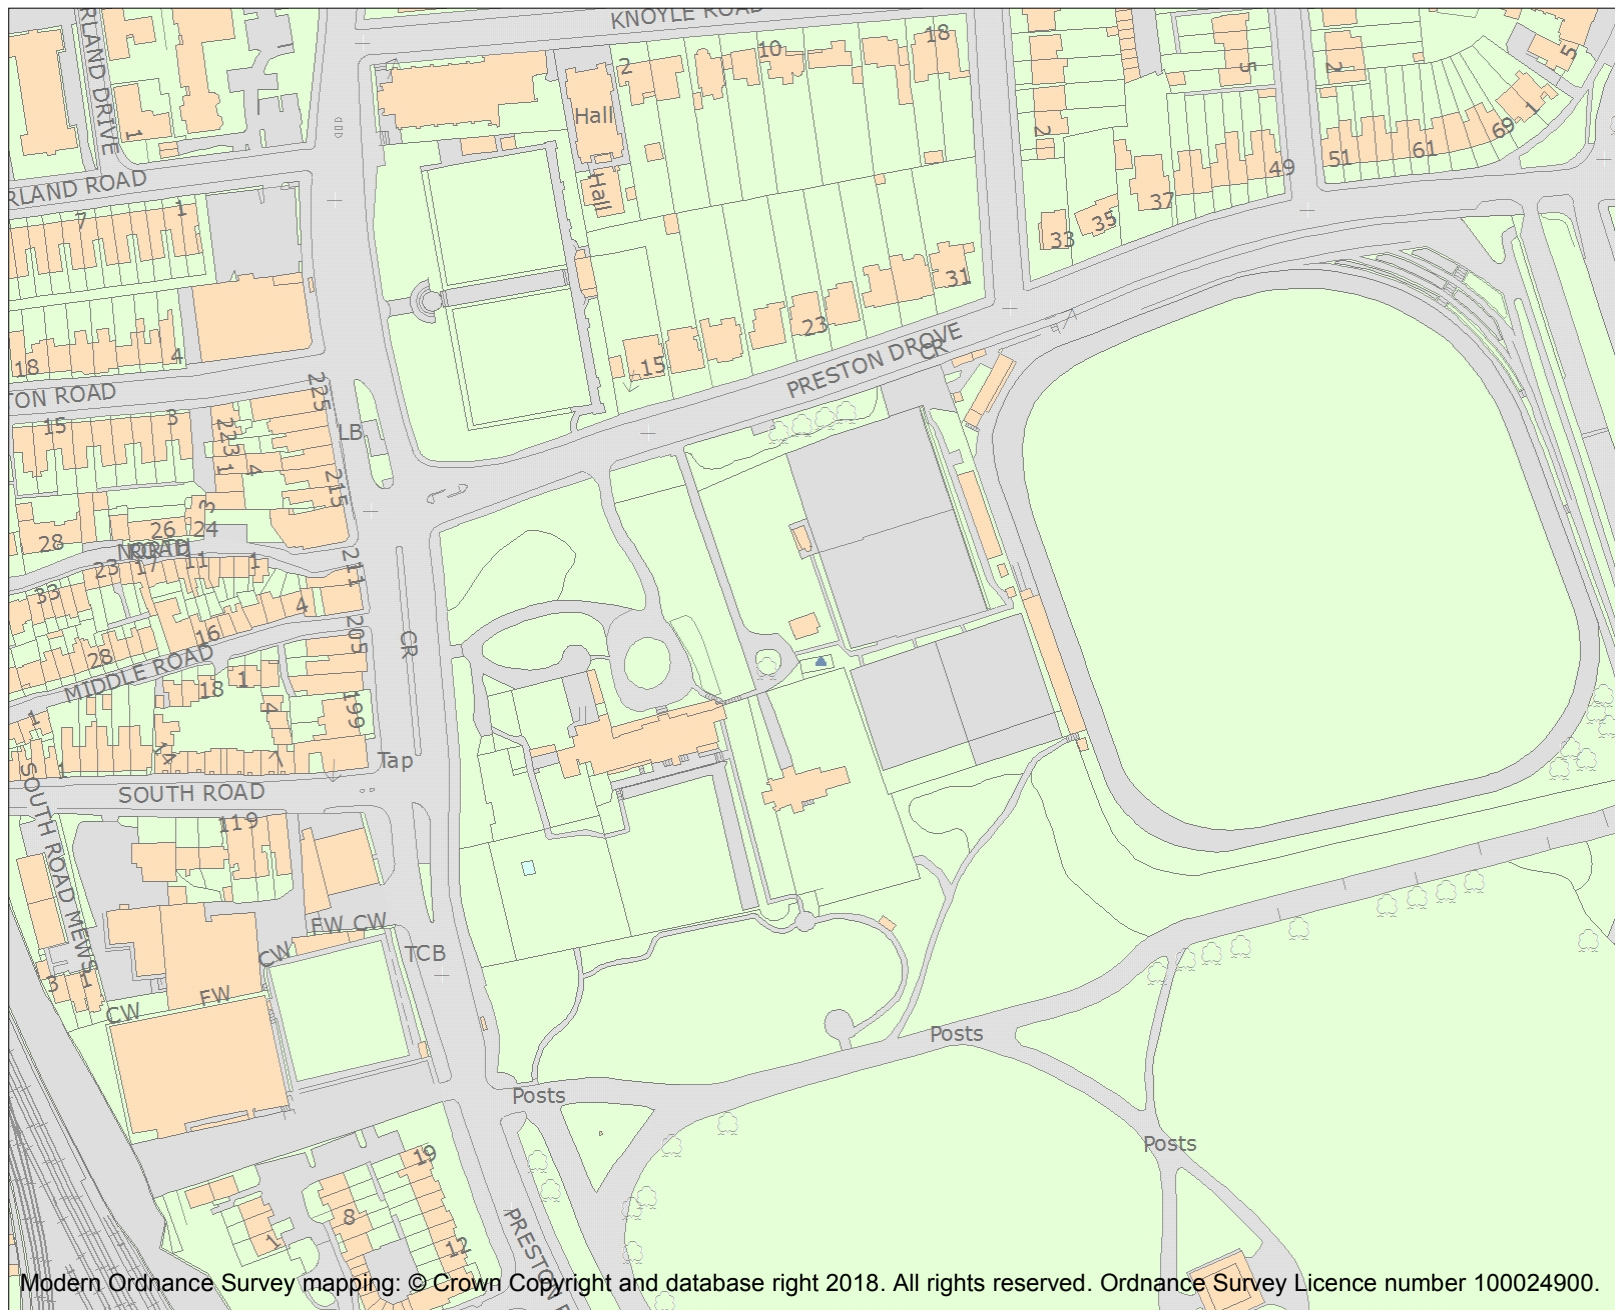 KNOYLE ROAD
RLAND DRIVE
1
Hall
Hall
2
10
18
2
5
2
5
1
51
61
69
49
37
35
33
31
RLAND ROAD
7
1
18
4
TON ROAD
15
3
225
LB
2231
4
215
3
23
15
PRESTON DROVE
CR
28
26
24
NORTH
ROAD
23
17
11
1
211
33
4
16
28
205
MIDDLE ROAD
18
1
4
199
CR
1
14
7
1
Tap
SOUTH ROAD
SOUTH ROAD MEWS
119
FW
CW
CW
TCB
3
1
CW
FW
Posts
Posts
Posts
19
8
1
12
PRESTON R
Modern Ordnance Survey mapping: © Crown Copyright and database right 2018. All rights reserved. Ordnance Survey Licence number 100024900.